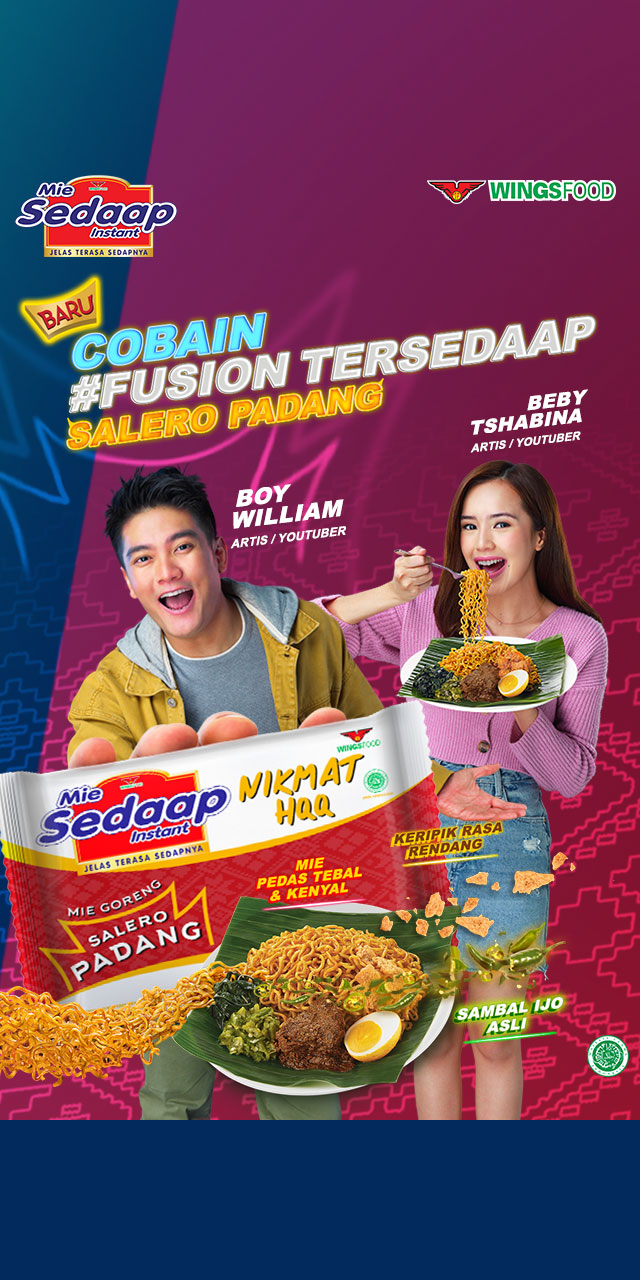 Mie
Sedaap
Instant
JELAS TERASA SEDAPNYA
WINGSFOOD
BARU
COBAIN
#FUSION TERSEDAAP
SALERO PADANG
BEBY
TSHABINA
ARTIS / YOUTUBER
BOY
WILLIAM
ARTIS / YOUTUBER
WINGSFOOD
Mie
Sedaap
Instant
JELAS TERASA SEDAPNYA
NIKMAT
Haa
MIE GORENG
SALERO
PADANG
MIE
PEDAS TEBAL
& KENYAL
KERIPIK RASA
RENDANG
SAMBAL IJO
ASLI